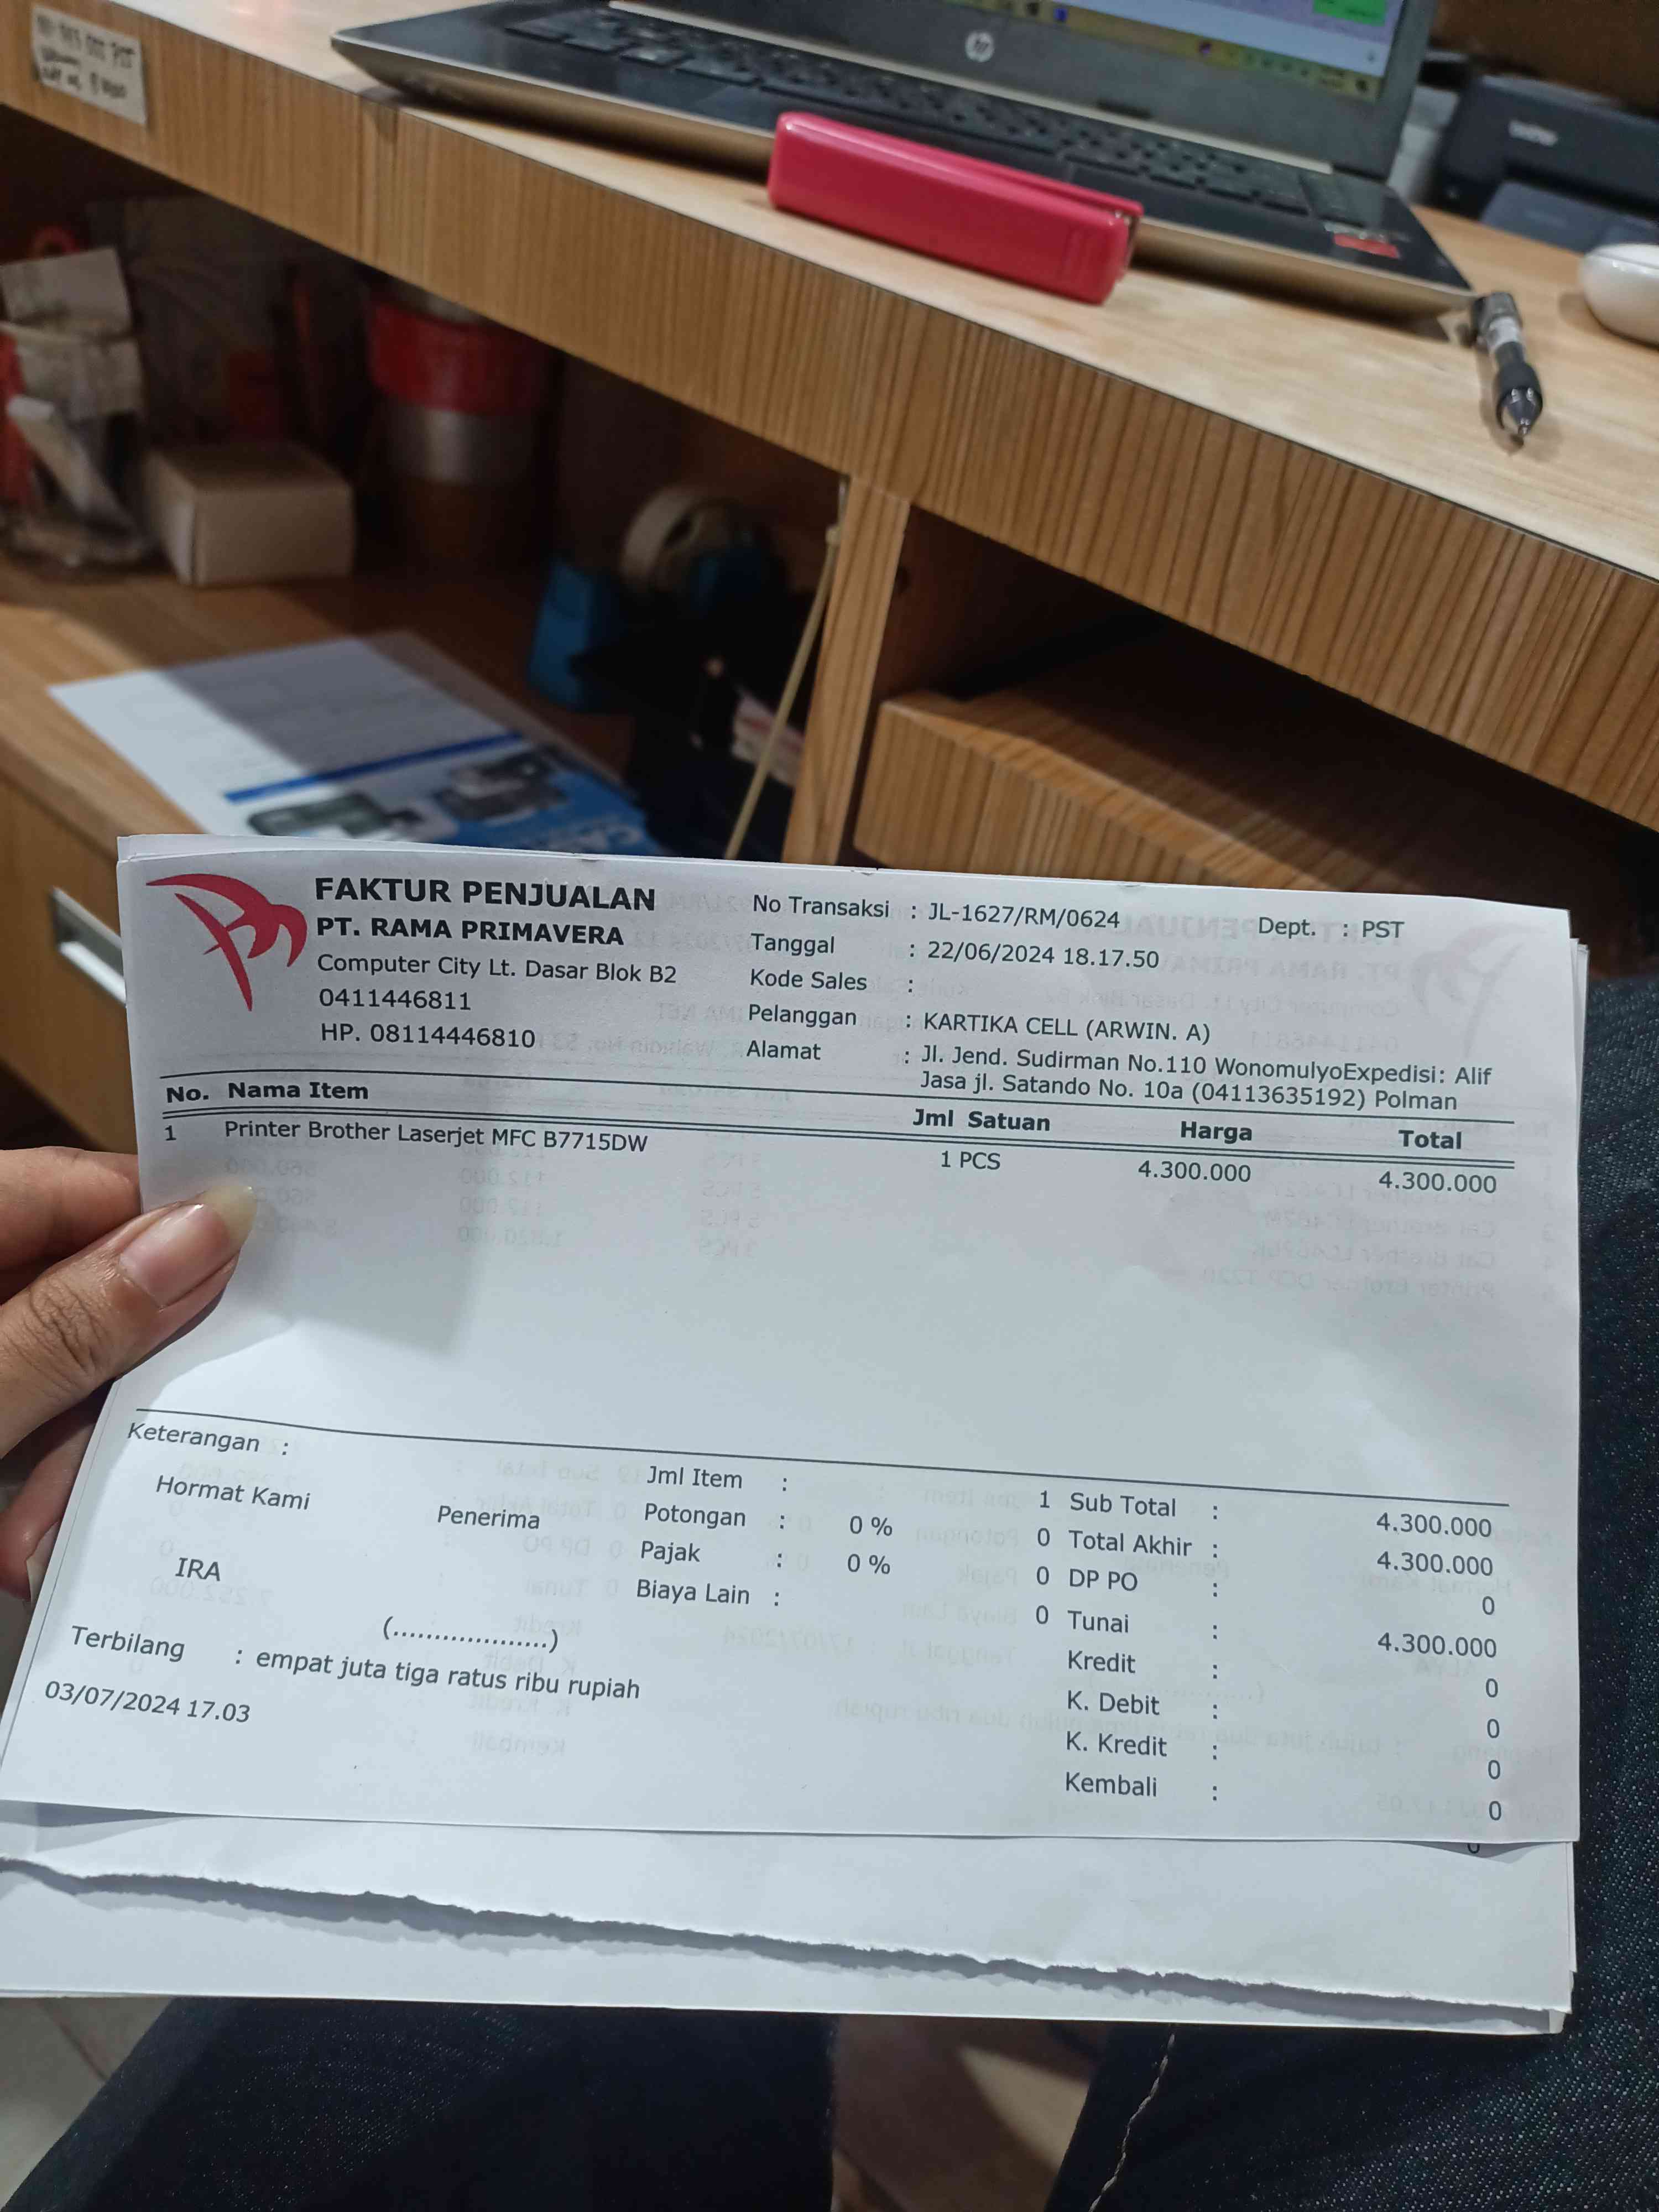 FAKTUR PENJUALAN
PT. RAMA PRIMAVERA
Computer City Lt. Dasar Blok B2
0411446811
HP. 08114446810
No Transaksi : JL-1627/RM/0624
Dept. : PST
Tanggal : 22/06/2024 18.17.50
Kode Sales :
Pelanggan : KARTIKA CELL (ARWIN. A)
Alamat : Jl. Jend. Sudirman No.110 WonomulyoExpedisi: Alif
Jasa jl. Satando No. 10a (04113635192) Polman
No. Nama Item Jml Satuan Harga Total
1 Printer Brother Laserjet MFC B7715DW 1 PCS 4.300.000 4.300.000
Keterangan :
Hormat Kami
Penerima
IRA
(....................)
Jml Item : 1
Potongan : 0 % 0
Pajak : 0 % 0
Biaya Lain : 0
Sub Total : 4.300.000
Total Akhir : 4.300.000
DP PO : 0
Tunai : 4.300.000
Kredit : 0
K. Debit : 0
K. Kredit : 0
Kembali : 0
Terbilang : empat juta tiga ratus ribu rupiah
03/07/2024 17.03
hp
brother